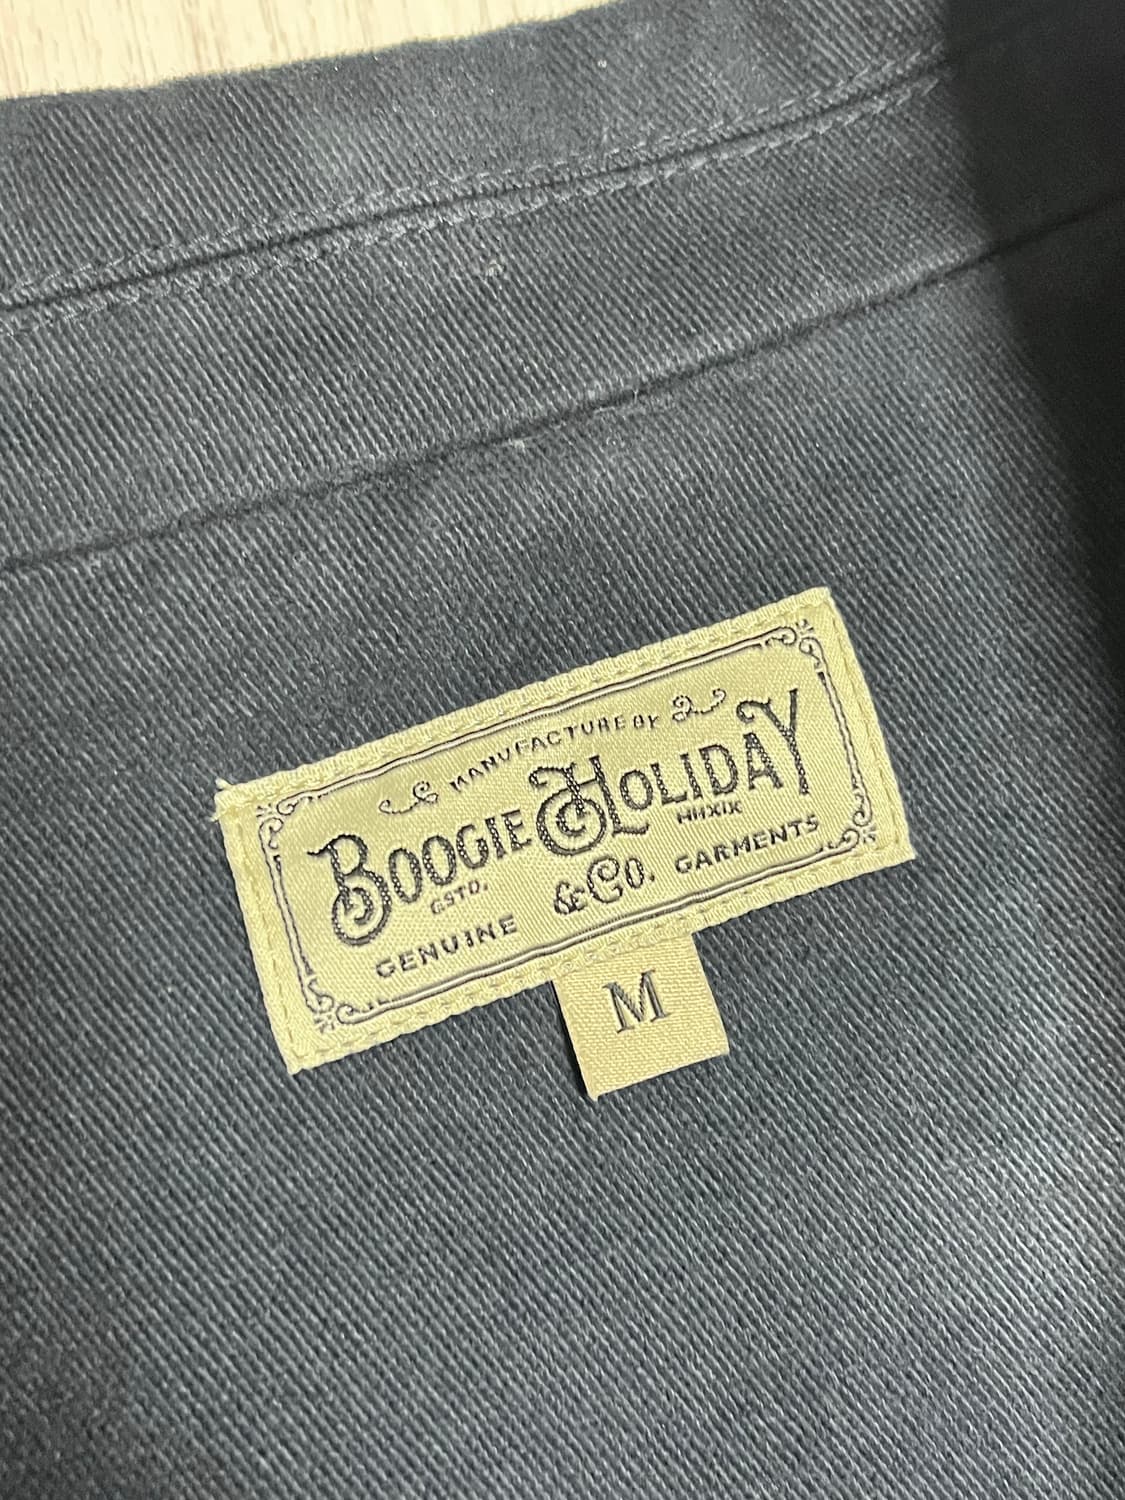 MANUFACTURE BY
BOOGIE HOLIDAY
ESTD. MMXIX
GENUINE &CO. GARMENTS
M